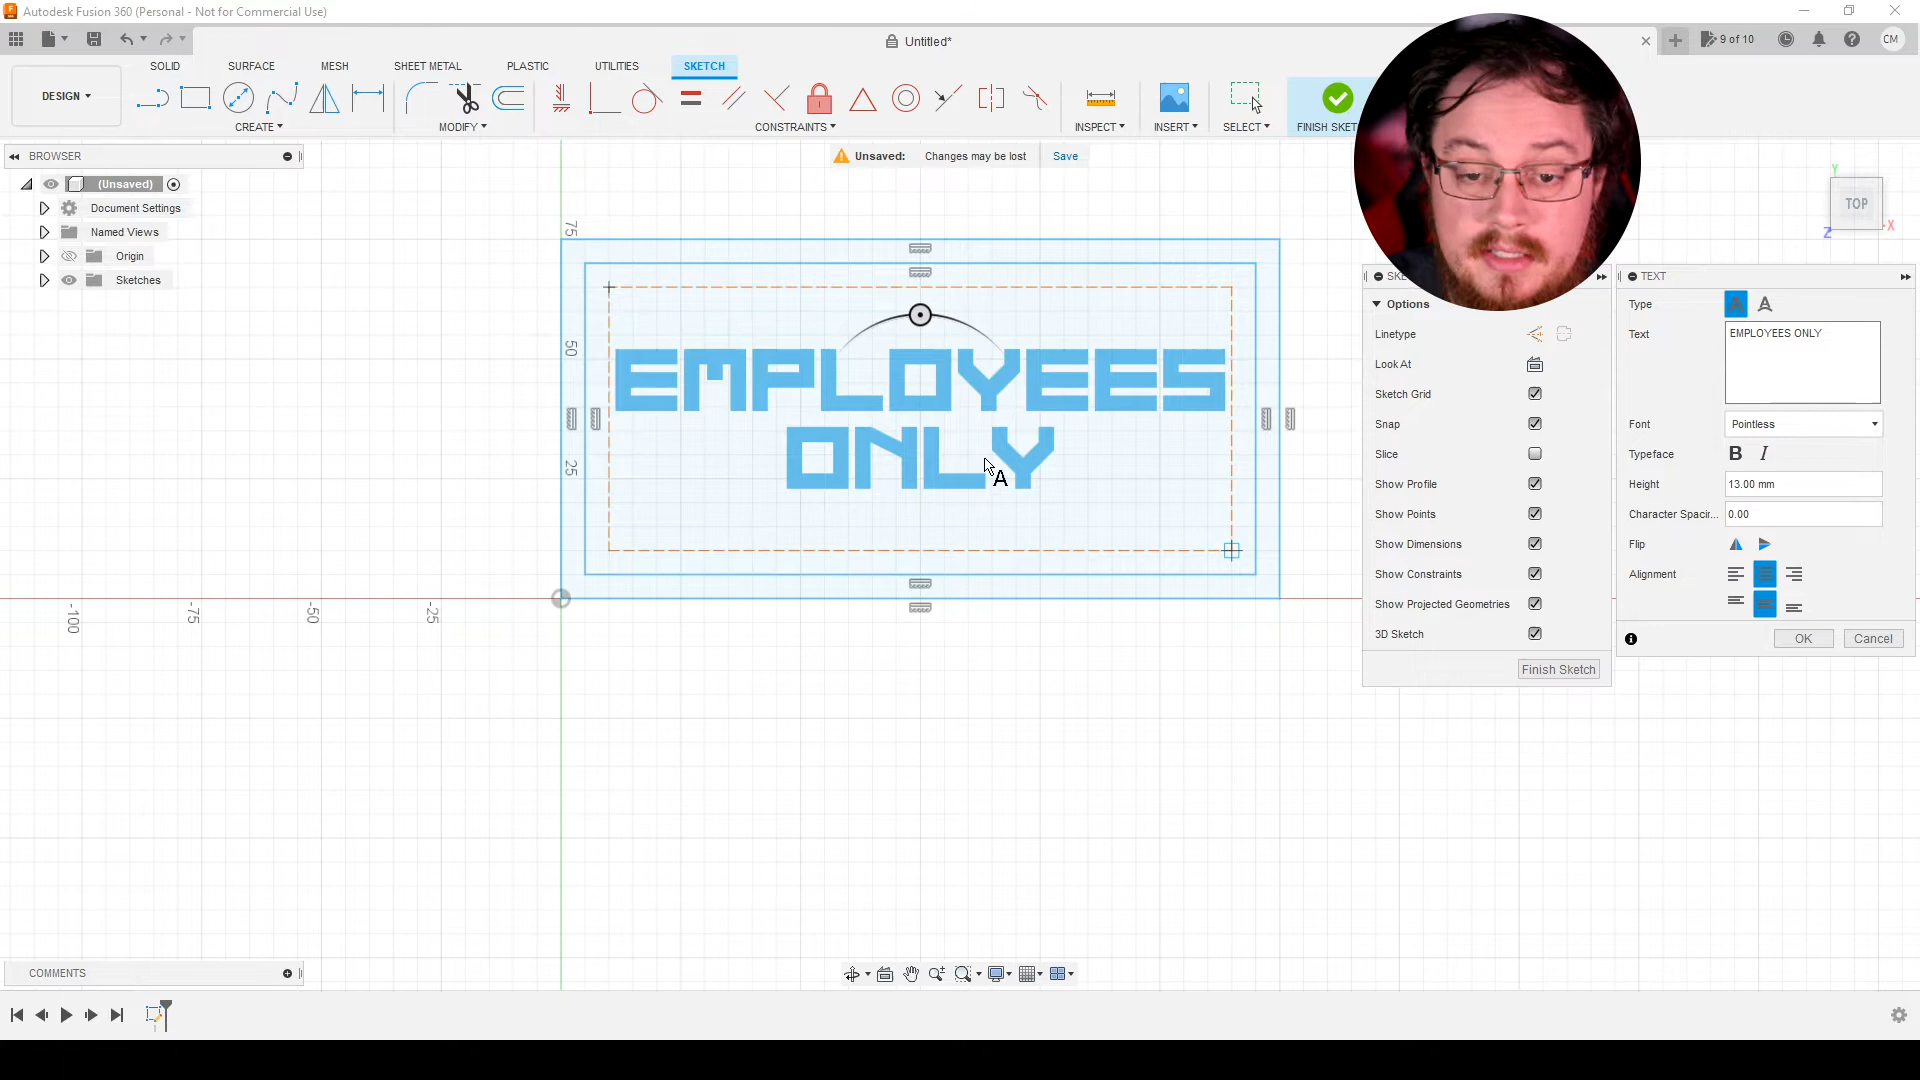 Autodesk Fusion 360 (Personal - Not for Commercial Use)
Untitled*
9 of 10
CM
DESIGN
SOLID
SURFACE
MESH
SHEET METAL
PLASTIC
UTILITIES
SKETCH
CREATE
MODIFY
CONSTRAINTS
INSPECT
INSERT
SELECT
BROWSER
Unsaved:
Changes may be lost
Save
(Unsaved)
Document Settings
Named Views
Origin
Sketches
TOP
Y
X
Z
75
50
25
-100
-75
-50
-25
EMPLOYEES
ONLY
A
Options
Linetype
Look At
Sketch Grid
Snap
Slice
Show Profile
Show Points
Show Dimensions
Show Constraints
Show Projected Geometries
3D Sketch
Finish Sketch
TEXT
Type
Text
EMPLOYEES ONLY
Font
Pointless
Typeface
B I
Height
13.00 mm
Character Spacir...
0.00
Flip
Alignment
OK
Cancel
COMMENTS